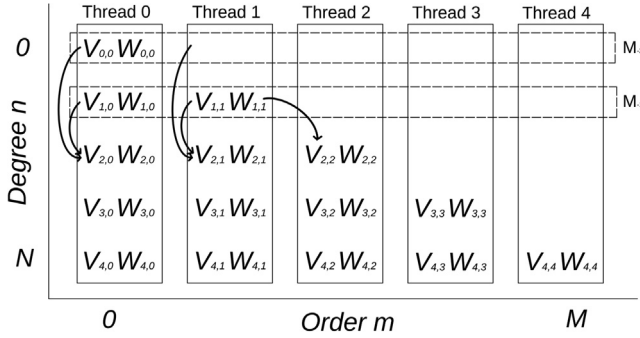 Thread 0 Thread 1 Thread 2 Thread 3 Thread 4
0 V0,0 W0,0 M
Degree n
V1,0 W1,0 V1,1 W1,1 M
V2,0 W2,0 V2,1 W2,1 V2,2 W2,2
V3,0 W3,0 V3,1 W3,1 V3,2 W3,2 V3,3 W3,3
N V4,0 W4,0 V4,1 W4,1 V4,2 W4,2 V4,3 W4,3 V4,4 W4,4
0 Order m M